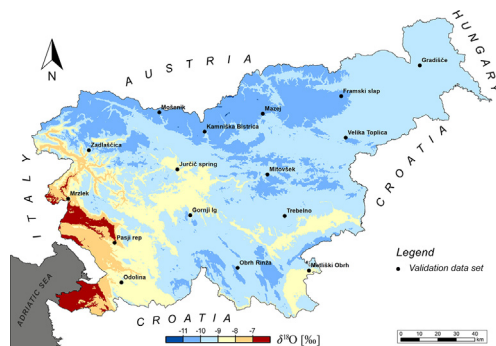 AUSTRIA
HUNGARY
N
Gradišče
Framski slap
Mošenik
Mazej
Kamniška Bistrica
Velika Toplica
Zadlaščica
Jurčič spring
Mitovšek
CROATIA
ITALY
Mrzlek
Gornji Ig
Trebelno
Pasji rep
Legend
Validation data set
Obrh Rinža
Metliški Obrh
Odolina
ADRIATIC SEA
CROATIA
-11 -10 -9 -8 -7 δ¹⁸O [‰]
0 10 20 30 40
km